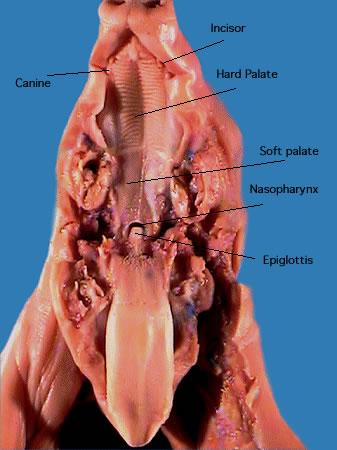 Incisor
Canine
Hard Palate
Soft palate
Nasopharynx
Epiglottis